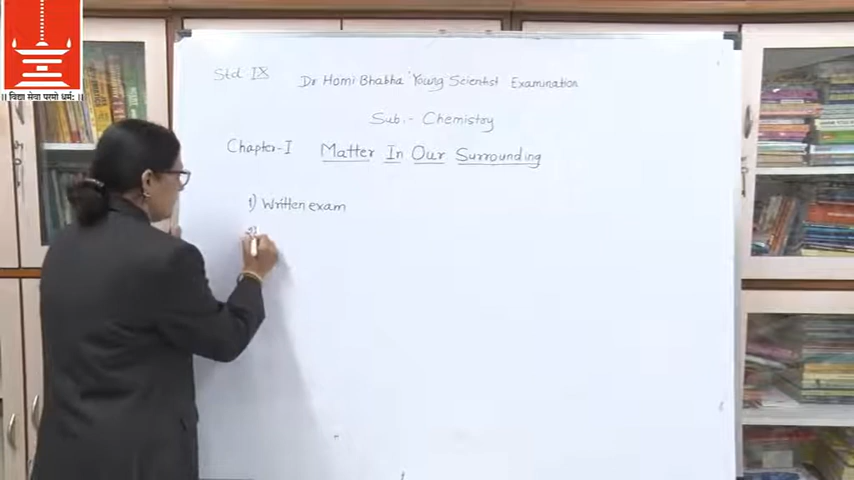 || विद्या सेवा परमो धर्मः ||
Std IX Dr Homi Bhabha Young Scientist Examination
Sub:- Chemistry
Chapter-I Matter In Our Surrounding
1) Written exam
2)